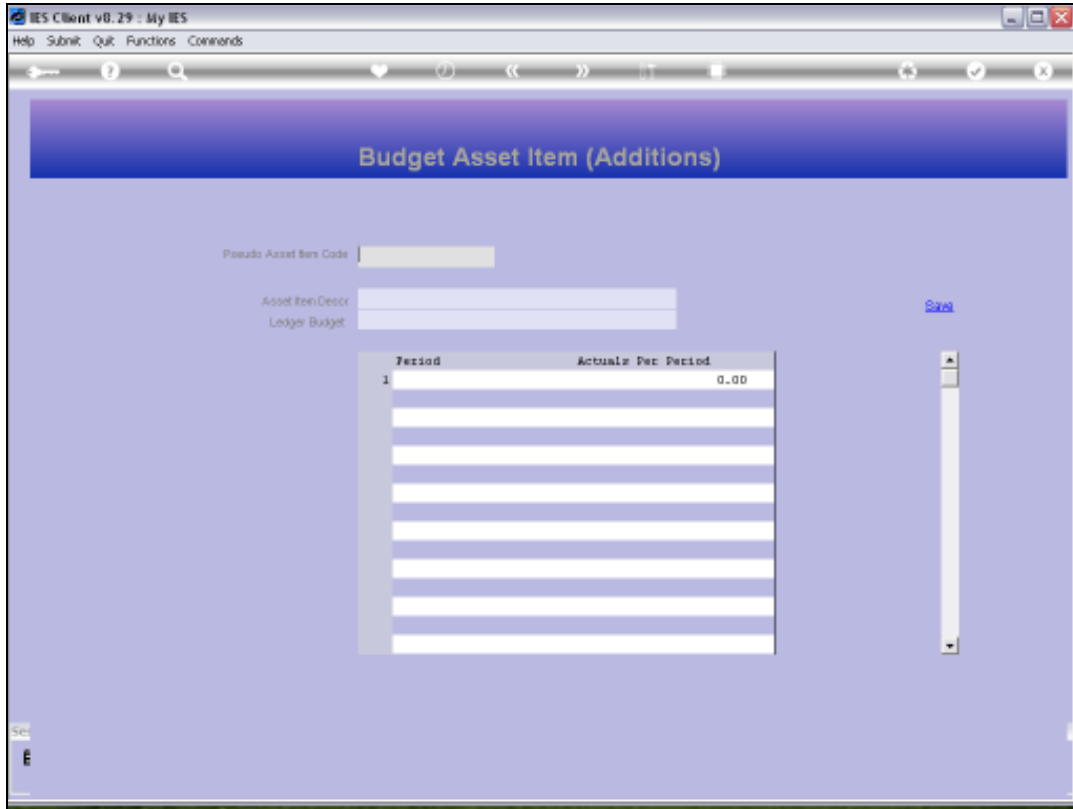 IES Client v8.29 : My IES
Help Submit Quit Functions Commands
Budget Asset Item (Additions)
Pseudo Asset Item Code
Asset Item Descr
Save
Ledger Budget
Period Actuals Per Period
1 0.00
Ses